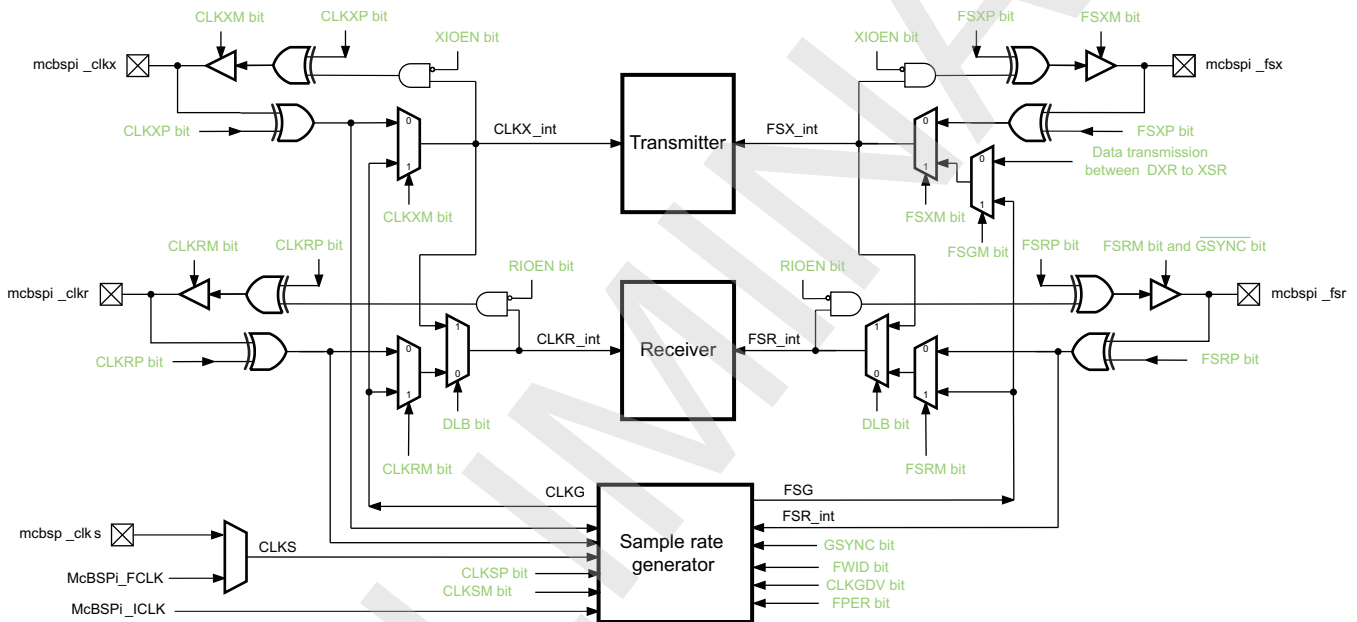 CLKXM bit
CLKXP bit
XIOEN bit
XIOEN bit
FSXP bit
FSXM bit
mcbspi _clkx
mcbspi _fsx
CLKXP bit
0
1
CLKX_int
Transmitter
FSX_int
0
1
FSXP bit
0
1
Data transmission
between DXR to XSR
CLKXM bit
FSXM bit
FSGM bit
CLKRM bit
CLKRP bit
RIOEN bit
RIOEN bit
FSRP bit
FSRM bit and GSYNC bit
mcbspi _clkr
mcbspi _fsr
CLKRP bit
0
1
1
0
CLKR_int
Receiver
FSR_int
1
0
0
1
FSRP bit
DLB bit
DLB bit
CLKRM bit
FSRM bit
CLKG
FSG
FSR_int
mcbsp _clks
CLKS
Sample rate
generator
GSYNC bit
McBSPi_FCLK
CLKSP bit
FWID bit
CLKSM bit
CLKGDV bit
McBSPi_ICLK
FPER bit